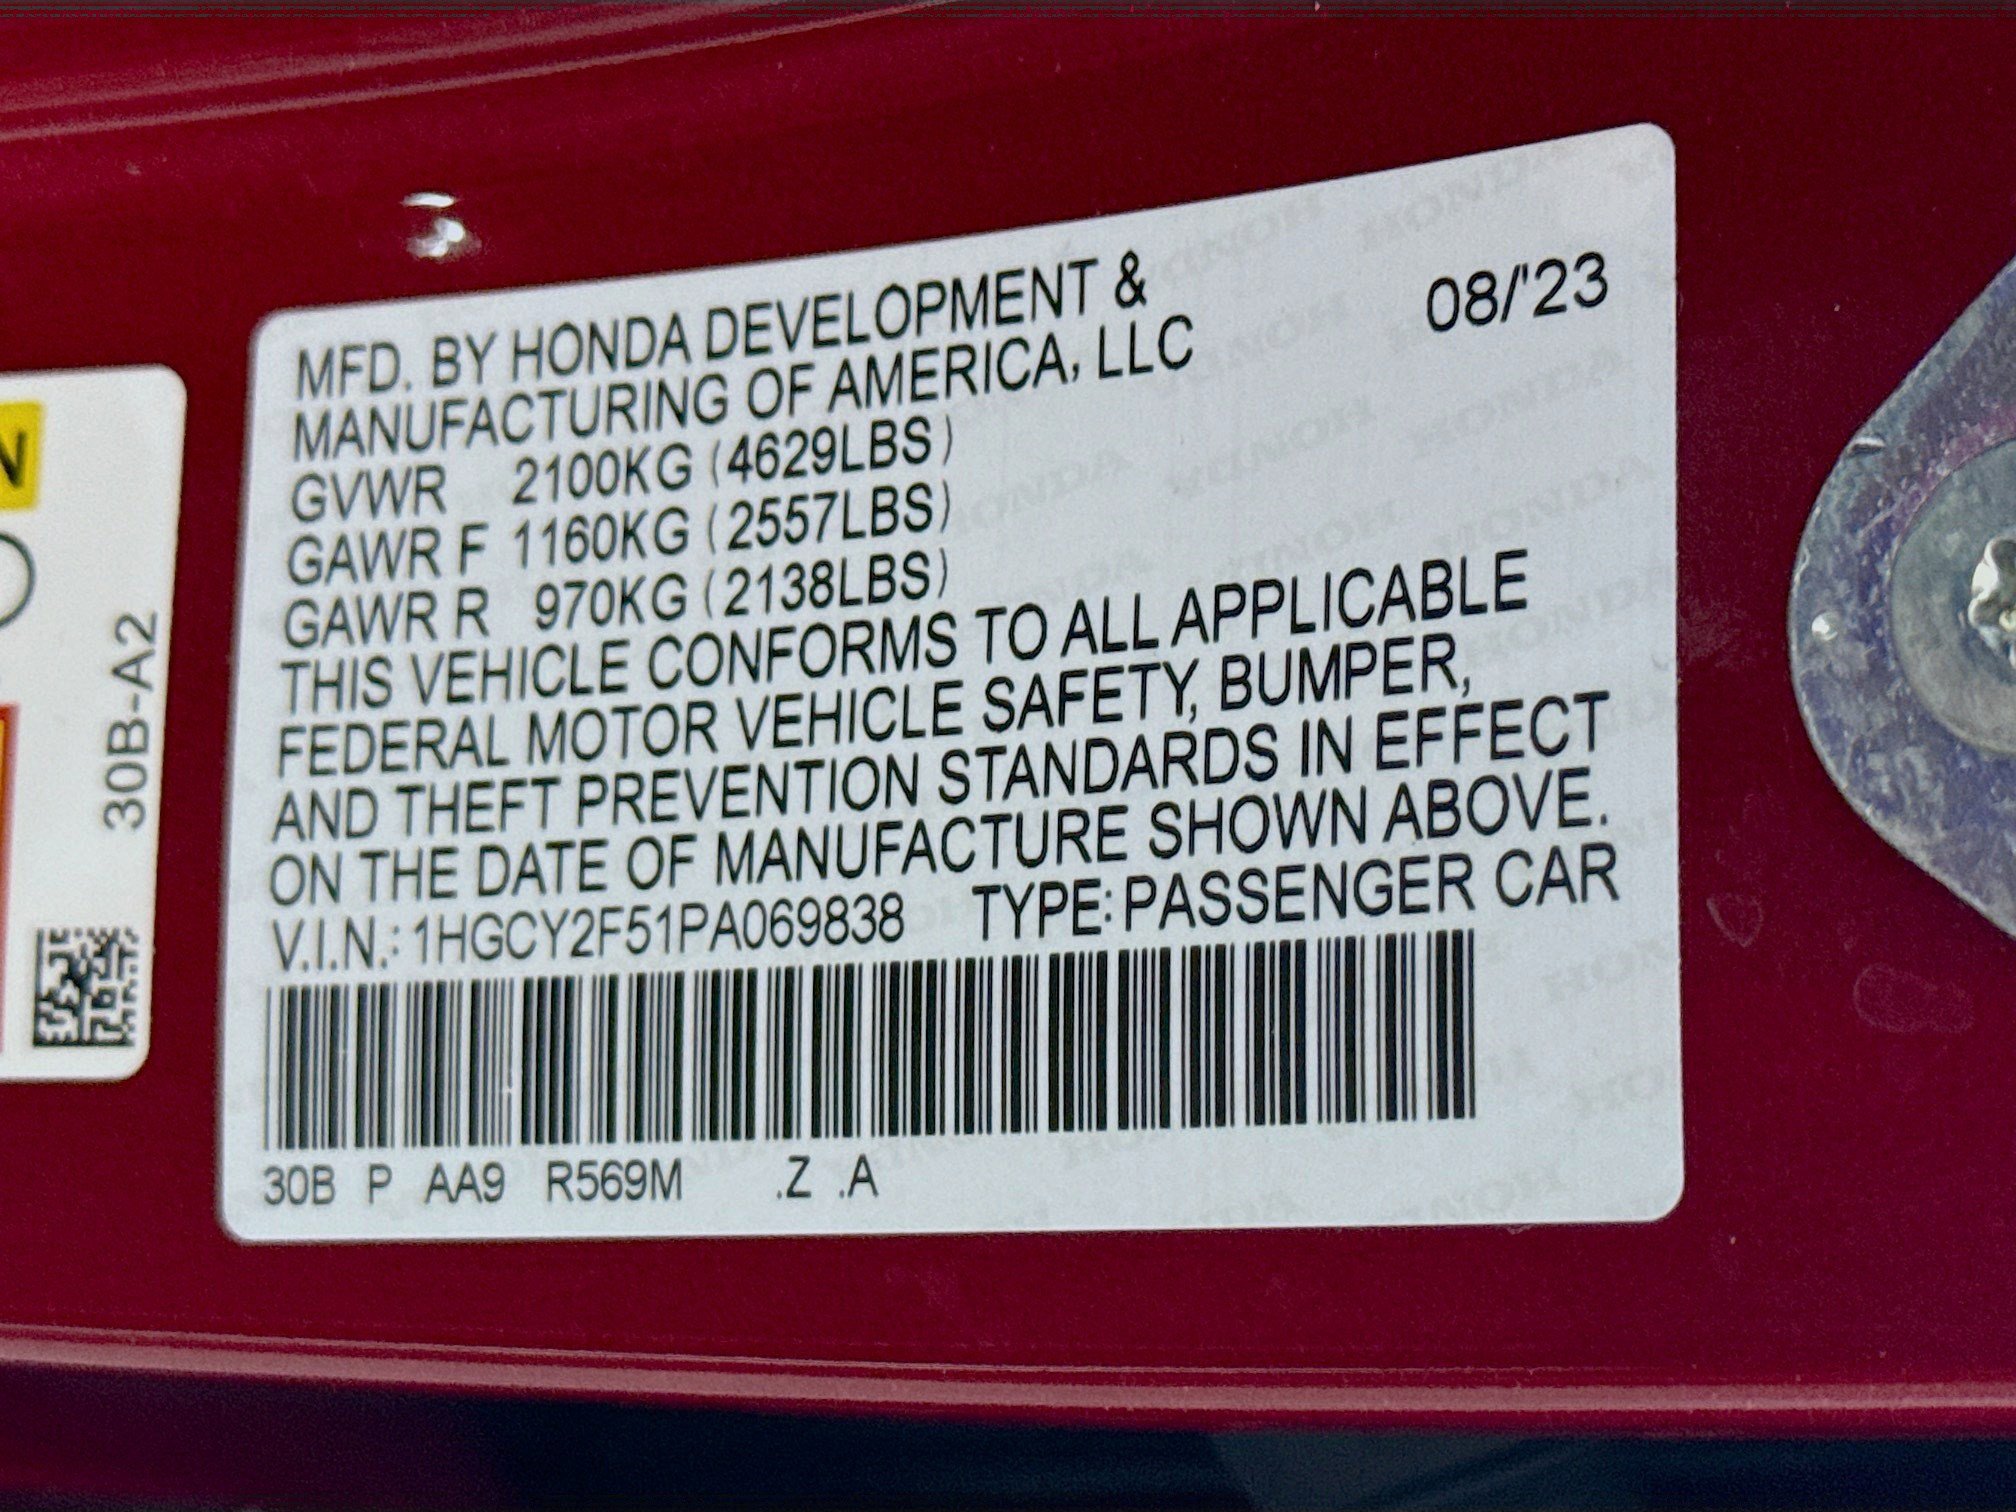 MFD. BY HONDA DEVELOPMENT &
MANUFACTURING OF AMERICA, LLC
08/'23
GVWR 2100KG (4629LBS)
GAWR F 1160KG (2557LBS)
GAWR R 970KG (2138LBS)
THIS VEHICLE CONFORMS TO ALL APPLICABLE
FEDERAL MOTOR VEHICLE SAFETY, BUMPER,
AND THEFT PREVENTION STANDARDS IN EFFECT
ON THE DATE OF MANUFACTURE SHOWN ABOVE.
V.I.N.: 1HGCY2F51PA069838 TYPE: PASSENGER CAR
30B P AA9 R569M .Z .A
30B-A2
N
HONDA